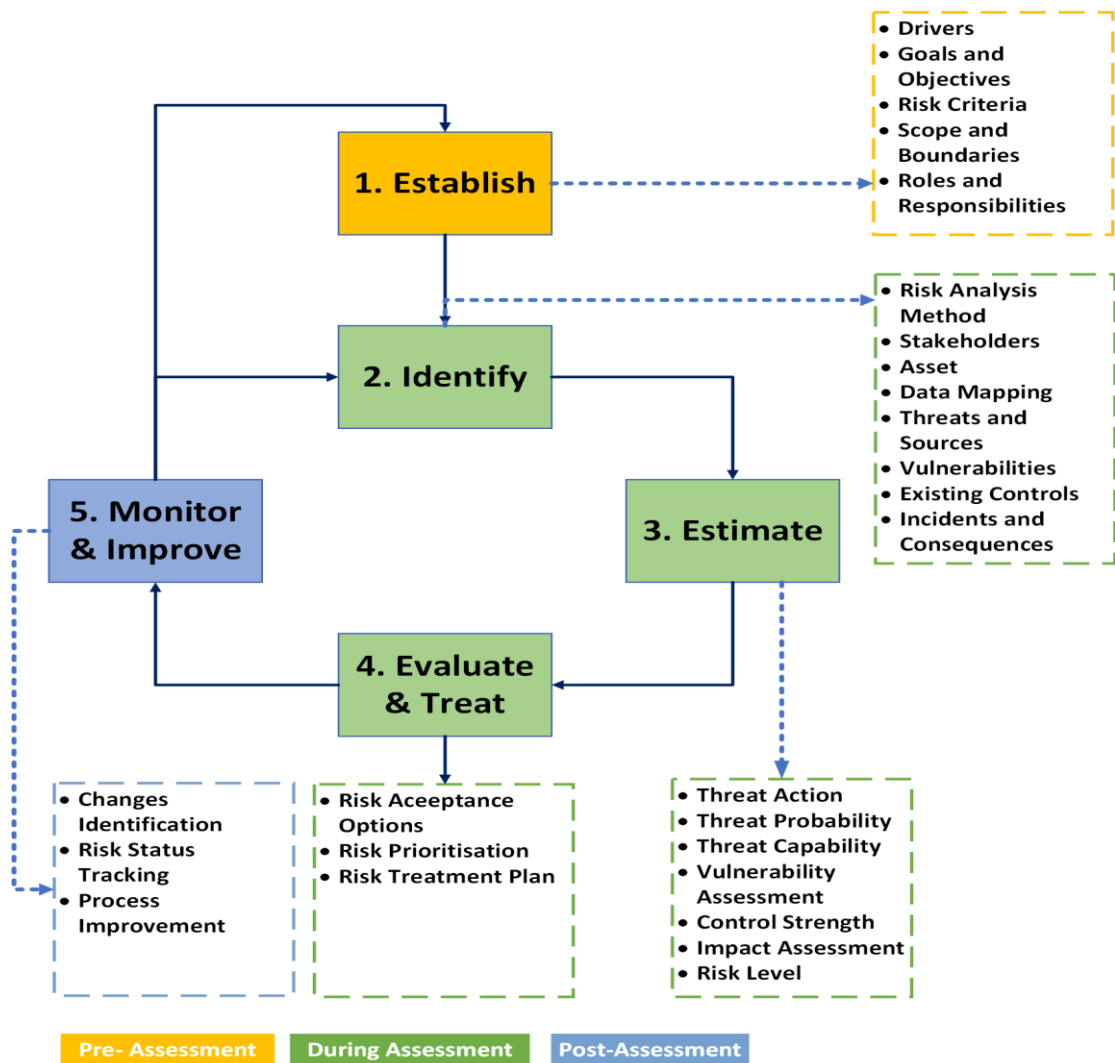 • Drivers
• Goals and
Objectives
• Risk Criteria
• Scope and
Boundaries
• Roles and
Responsibilities
1. Establish
• Risk Analysis
Method
• Stakeholders
• Asset
• Data Mapping
• Threats and
Sources
• Vulnerabilities
• Existing Controls
• Incidents and
Consequences
2. Identify
3. Estimate
5. Monitor
& Improve
4. Evaluate
& Treat
• Changes
Identification
• Risk Status
Tracking
• Process
Improvement
• Risk Aceeptance
Options
• Risk Prioritisation
• Risk Treatment Plan
• Threat Action
• Threat Probability
• Threat Capability
• Vulnerability
Assessment
• Control Strength
• Impact Assessment
• Risk Level
Pre- Assessment
During Assessment
Post-Assessment